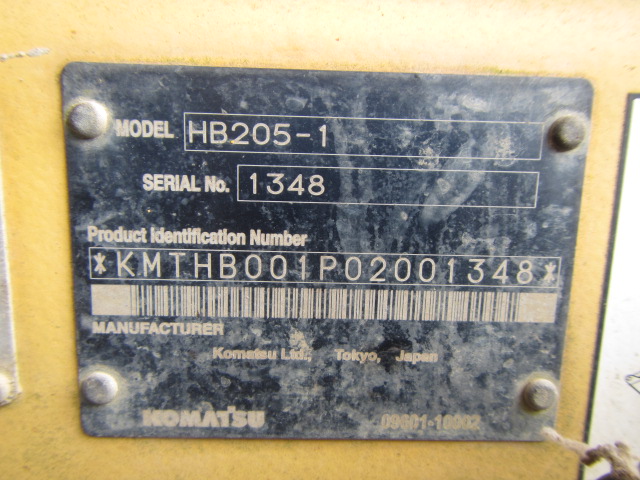 MODEL HB205-1
SERIAL No. 1348
Product Identification Number
*KMTHB001P02001348*
MANUFACTURER
Komatsu Ltd., Tokyo, Japan
KOMATSU